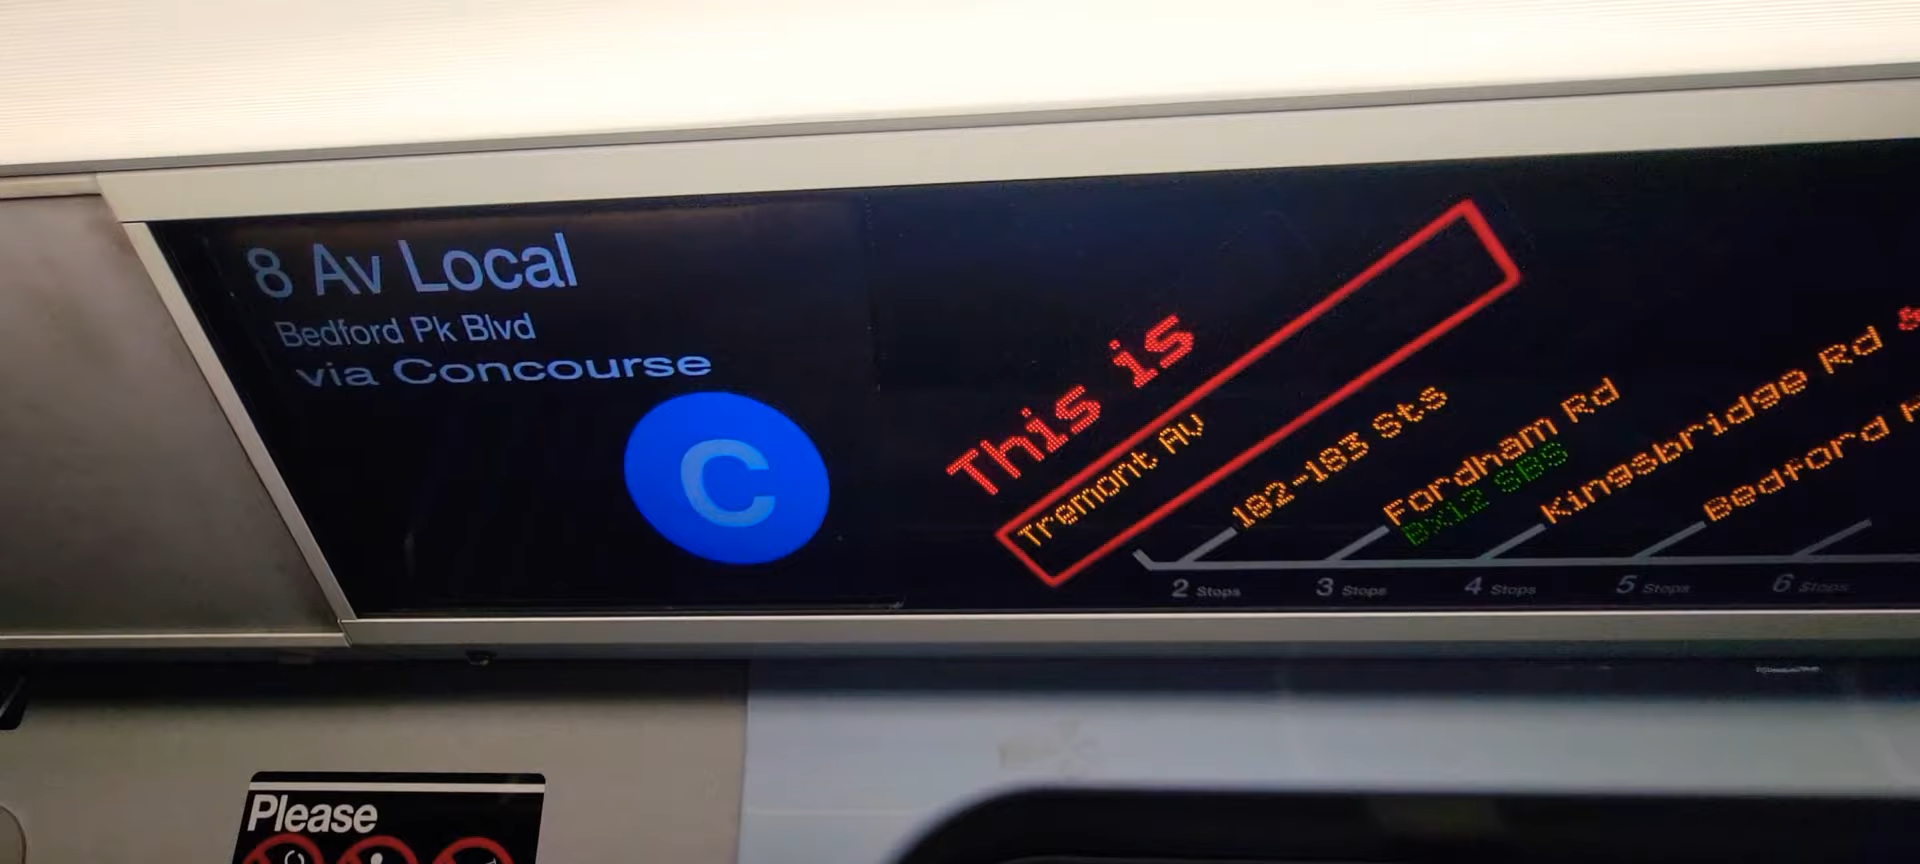 8 Av Local
Bedford Pk Blvd
via Concourse
C
This is
Tremont Av
182-183 Sts
Fordham Rd
BX12 SBS
Kingsbridge Rd
Bedford
2 Stops
3 Stops
4 Stops
5 Stops
6 Stops
Please